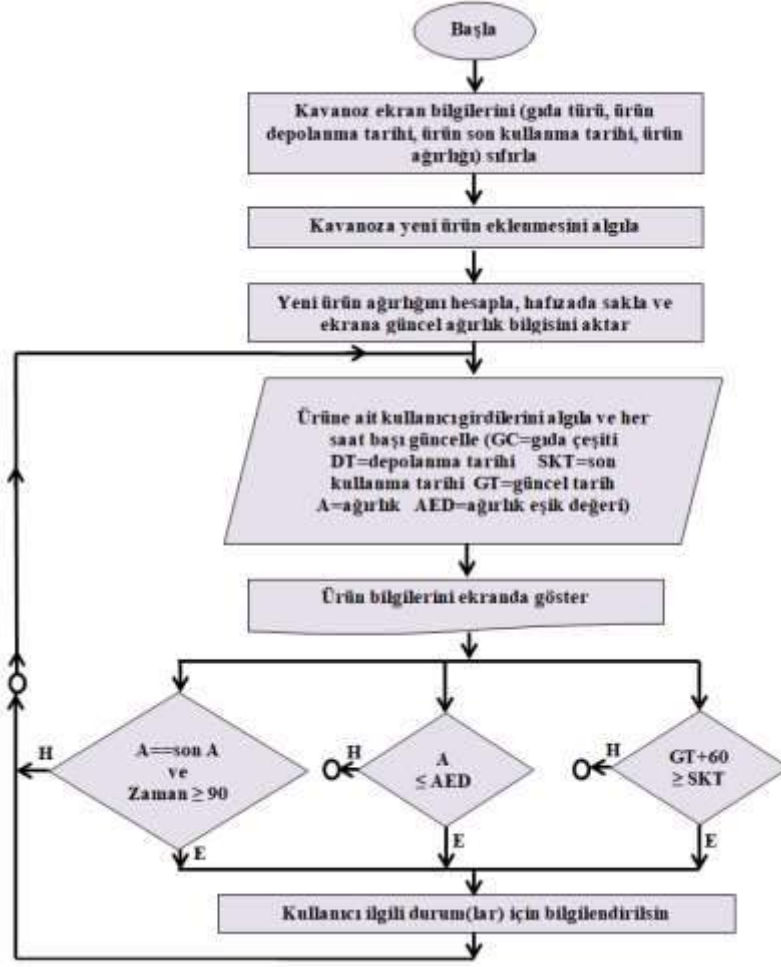 Başla
Kavanoz ekran bilgilerini (gıda türü, ürün
depolanma tarihi, ürün son kullanma tarihi, ürün
ağırlığı) sıfırla
Kavanoza yeni ürün eklenmesini algıla
Yeni ürün ağırlığını hesapla, hafızada sakla ve
ekrana güncel ağırlık bilgisini aktar
Ürüne ait kullanıcı girdilerini algıla ve her
saat başı güncelle (GC=gıda çeşiti
DT=depolanma tarihi SKT=son
kullanma tarihi GT=güncel tarih
A=ağırlık AED=ağırlık eşik değeri)
Ürün bilgilerini ekranda göster
H
A==son A
ve
Zaman ≥ 90
E
H
A
≤ AED
E
H
GT+60
≥ SKT
E
Kullanıcı ilgili durum(lar) için bilgilendirilsin